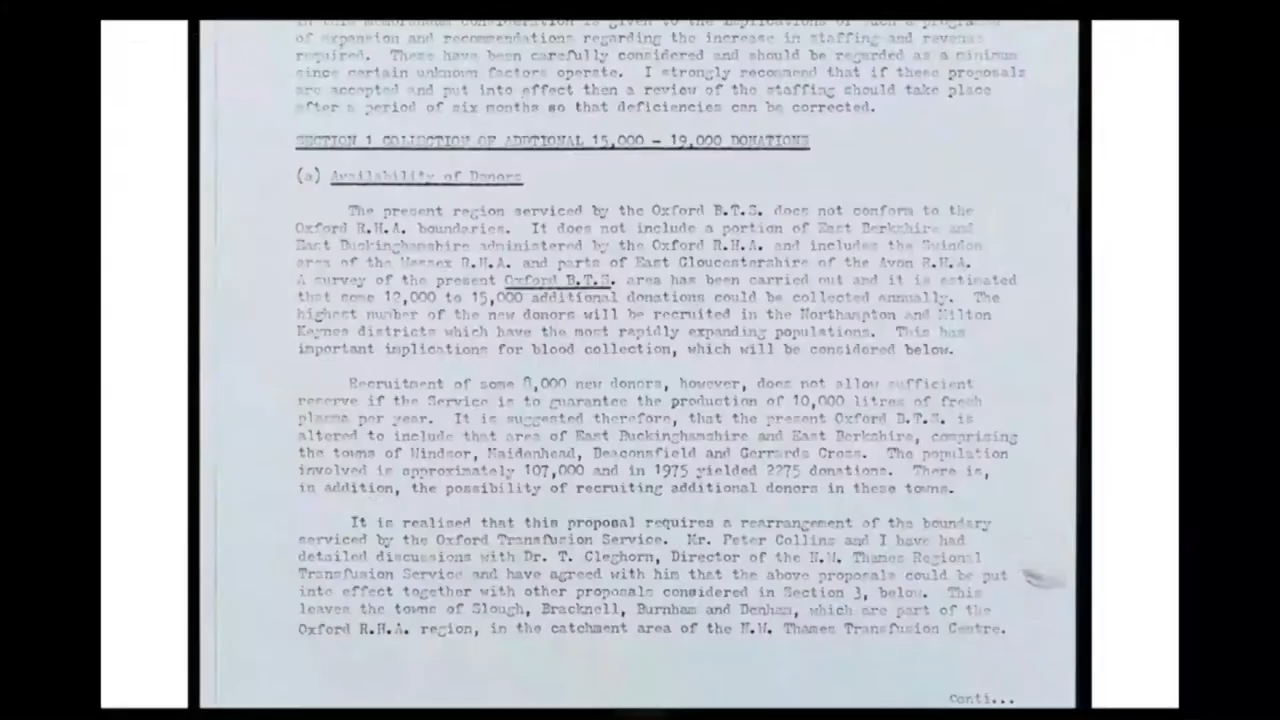 in this memorandum consideration is given to the implications of such a programme
of expansion and recommendations regarding the increase in staffing and revenue
required. These have been carefully considered and should be regarded as a minimum
since certain unknown factors operate. I strongly recommend that if these proposals
are accepted and put into effect then a review of the staffing should take place
after a period of six months so that deficiencies can be corrected.
SECTION 1 COLLECTION OF ADDTIONAL 15,000 - 19,000 DONATIONS
(a) Availability of Donors
The present region serviced by the Oxford B.T.S. does not conform to the
Oxford R.H.A. boundaries. It does not include a portion of East Berkshire and
East Buckinghamshire administered by the Oxford R.H.A. and includes the Swindon
area of the Wessex R.H.A. and parts of East Gloucestershire of the Avon R.H.A.
A survey of the present Oxford B.T.S. area has been carried out and it is estimated
that some 12,000 to 15,000 additional donations could be collected annually. The
highest number of the new donors will be recruited in the Northampton and Milton
Keynes districts which have the most rapidly expanding populations. This has
important implications for blood collection, which will be considered below.
Recruitment of some 8,000 new donors, however, does not allow sufficient
reserve if the Service is to guarantee the production of 10,000 litres of fresh
plasma per year. It is suggested therefore, that the present Oxford B.T.S. is
altered to include that area of East Buckinghamshire and East Berkshire, comprising
the towns of Windsor, Maidenhead, Beaconsfield and Gerrards Cross. The population
involved is approximately 107,000 and in 1975 yielded 2275 donations. There is,
in addition, the possibility of recruiting additional donors in these towns.
It is realised that this proposal requires a rearrangement of the boundary
serviced by the Oxford Transfusion Service. Mr. Peter Collins and I have had
detailed discussions with Dr. T. Cleghorn, Director of the N.W. Thames Regional
Transfusion Service and have agreed with him that the above proposals could be put
into effect together with other proposals considered in Section 3, below. This
leaves the towns of Slough, Bracknell, Burnham and Denham, which are part of the
Oxford R.H.A. region, in the catchment area of the N.W. Thames Transfusion Centre.
Conti...